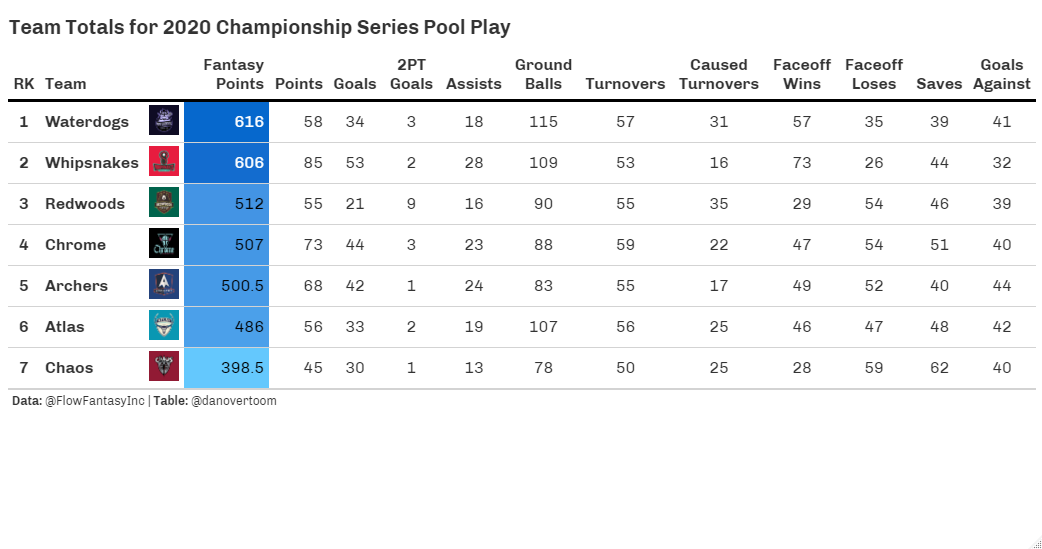 Team Totals for 2020 Championship Series Pool Play
RK Team Fantasy Points Points Goals 2PT Goals Assists Ground Balls Turnovers Caused Turnovers Faceoff Wins Faceoff Loses Saves Goals Against
1 Waterdogs 616 58 34 3 18 115 57 31 57 35 39 41
2 Whipsnakes 606 85 53 2 28 109 53 16 73 26 44 32
3 Redwoods 512 55 21 9 16 90 55 35 29 54 46 39
4 Chrome 507 73 44 3 23 88 59 22 47 54 51 40
5 Archers 500.5 68 42 1 24 83 55 17 49 52 40 44
6 Atlas 486 56 33 2 19 107 56 25 46 47 48 42
7 Chaos 398.5 45 30 1 13 78 50 25 28 59 62 40
Data: @FlowFantasyInc | Table: @danovertoom